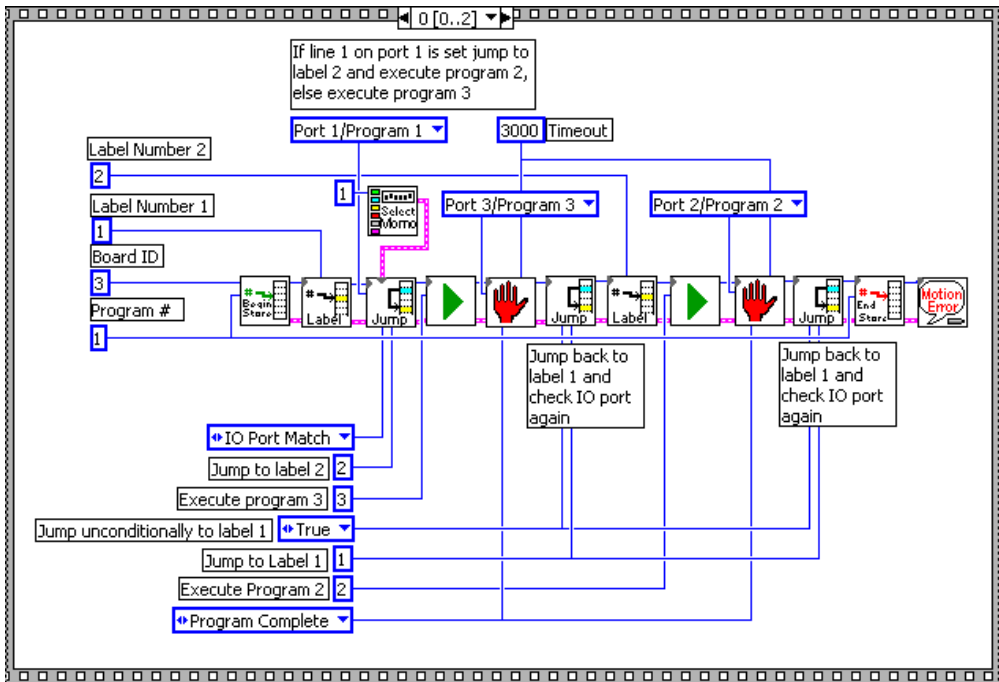 0 [0..2]
If line 1 on port 1 is set jump to
label 2 and execute program 2,
else execute program 3
Port 1/Program 1
3000 Timeout
Label Number 2
2
1
Select
Momo
Port 3/Program 3
Port 2/Program 2
Label Number 1
1
Board ID
3
Program #
1
#
Begin
Store
#
Label
Jump
Jump
#
Label
Jump
#
End
Store
Motion
Error
Jump back to
label 1 and
check IO port
again
Jump back to
label 1 and
check IO port
again
IO Port Match
Jump to label 2 2
Execute program 3 3
Jump unconditionally to label 1 True
Jump to Label 1 1
Execute Program 2 2
Program Complete